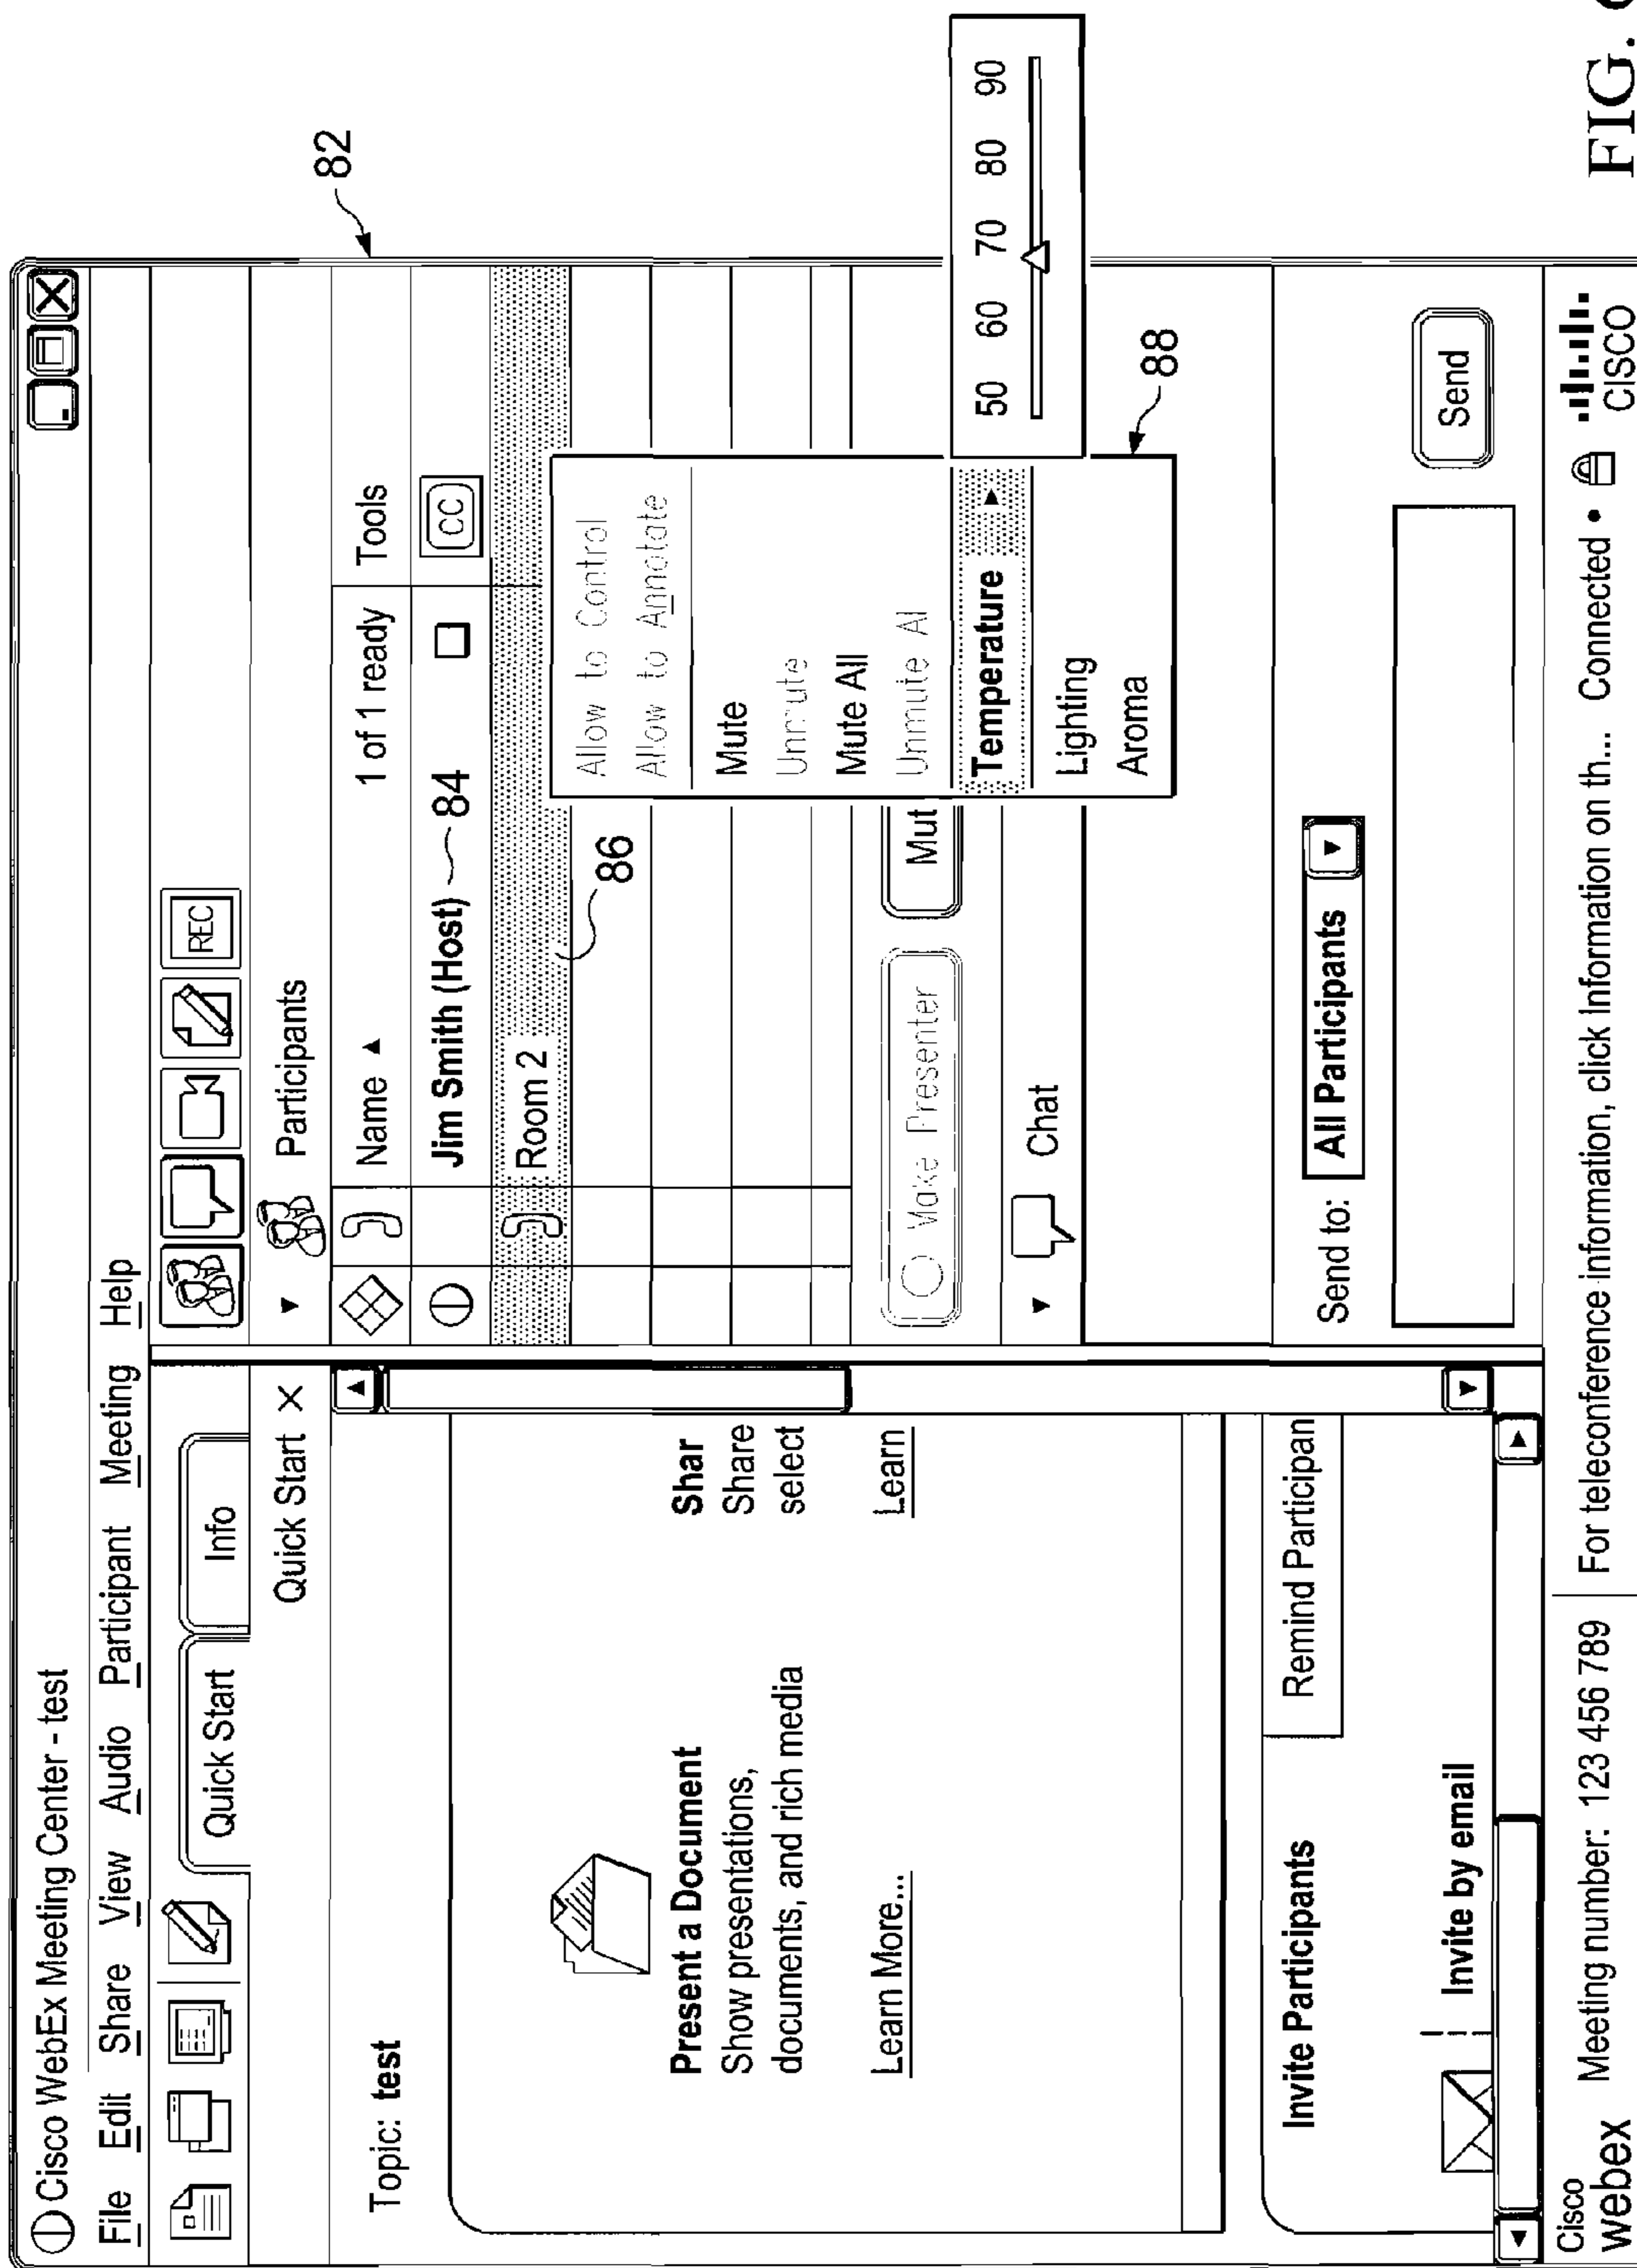 Cisco WebEx Meeting Center - test
File Edit Share View Audio Participant Meeting Help
Quick Start Info
REC
Quick Start X
Participants
Topic: test
Name ▲ 1 of 1 ready Tools
82
Jim Smith (Host) 84 CC
Room 2
86
Present a Document
Show presentations,
documents, and rich media
Learn More...
Shar
Share
select
Learn
Allow to Control
Allow to Annotate
Mute
Unmute
Mute All
Unmute Al
Temperature ▶
Lighting
Aroma
50 60 70 80 90
88
Make Presenter Mut
Chat
Invite Participants
Remind Participan
Invite by email
Send to: All Participants
Send
Cisco
webex
Meeting number: 123 456 789
For teleconference information, click Information on th... Connected •
CISCO
FIG.